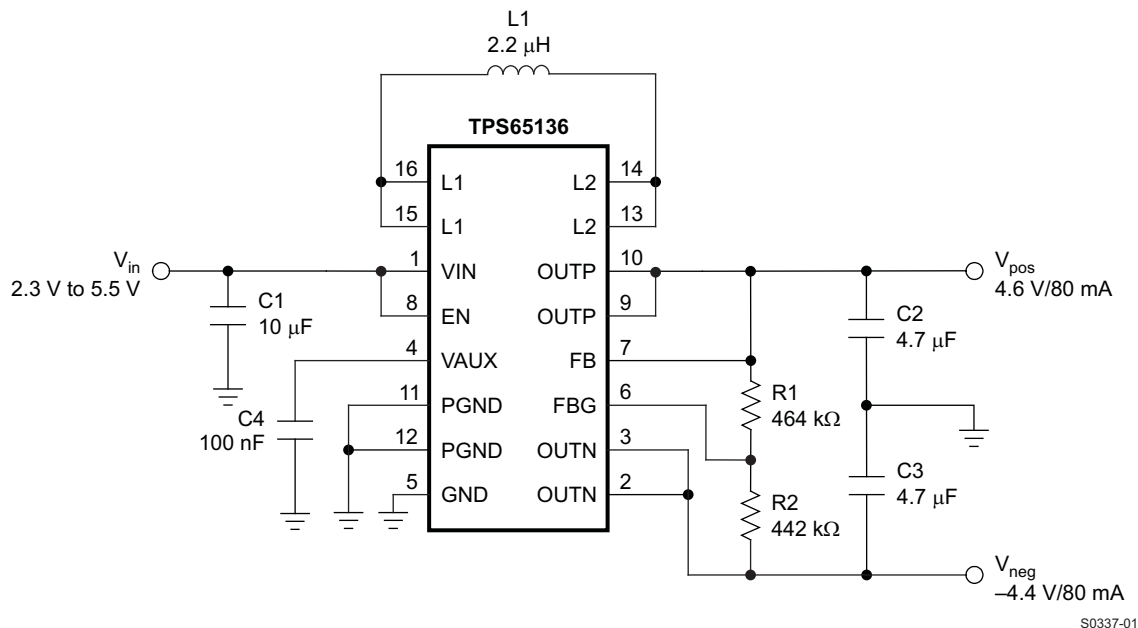 L1
2.2 μH
TPS65136
16
L1
L2
14
15
L1
L2
13
Vin
2.3 V to 5.5 V
1
VIN
OUTP
10
Vpos
4.6 V/80 mA
C1
10 μF
8
EN
OUTP
9
C2
4.7 μF
4
VAUX
FB
7
R1
464 kΩ
11
PGND
FBG
6
C4
100 nF
12
PGND
OUTN
3
C3
4.7 μF
5
GND
OUTN
2
R2
442 kΩ
Vneg
–4.4 V/80 mA
S0337-01